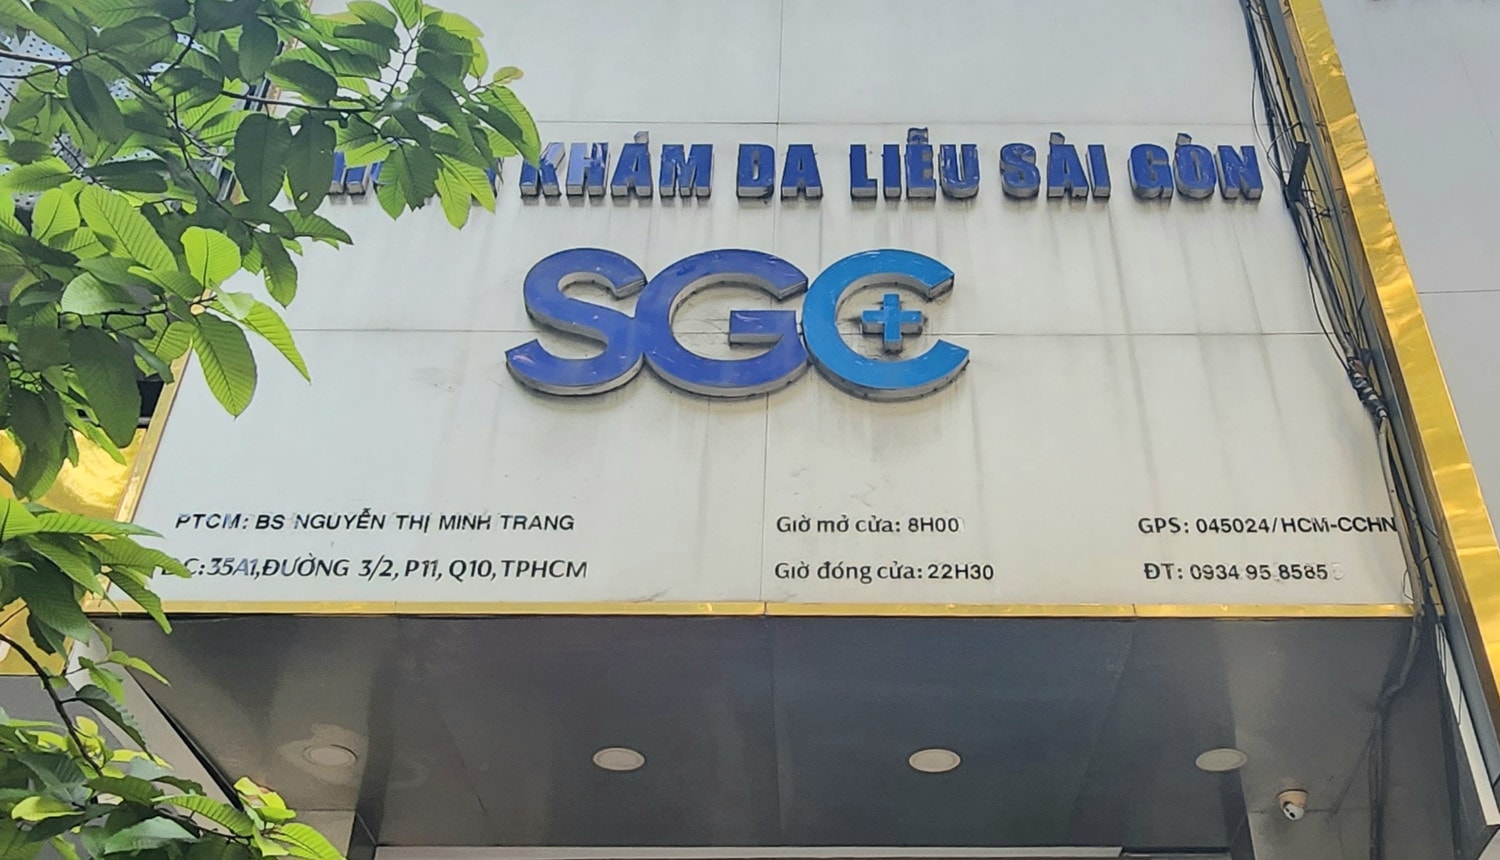 KHÁM DA LIỄU SÀI GÒN
SGC
PTCM: BS NGUYỄN THỊ MINH TRANG
Giờ mở cửa: 8H00
GPS: 045024/HCM-CCHN
ĐC:35A1,ĐƯỜNG 3/2, P11, Q10, TPHCM
Giờ đóng cửa: 22H30
ĐT: 0934 95 8585